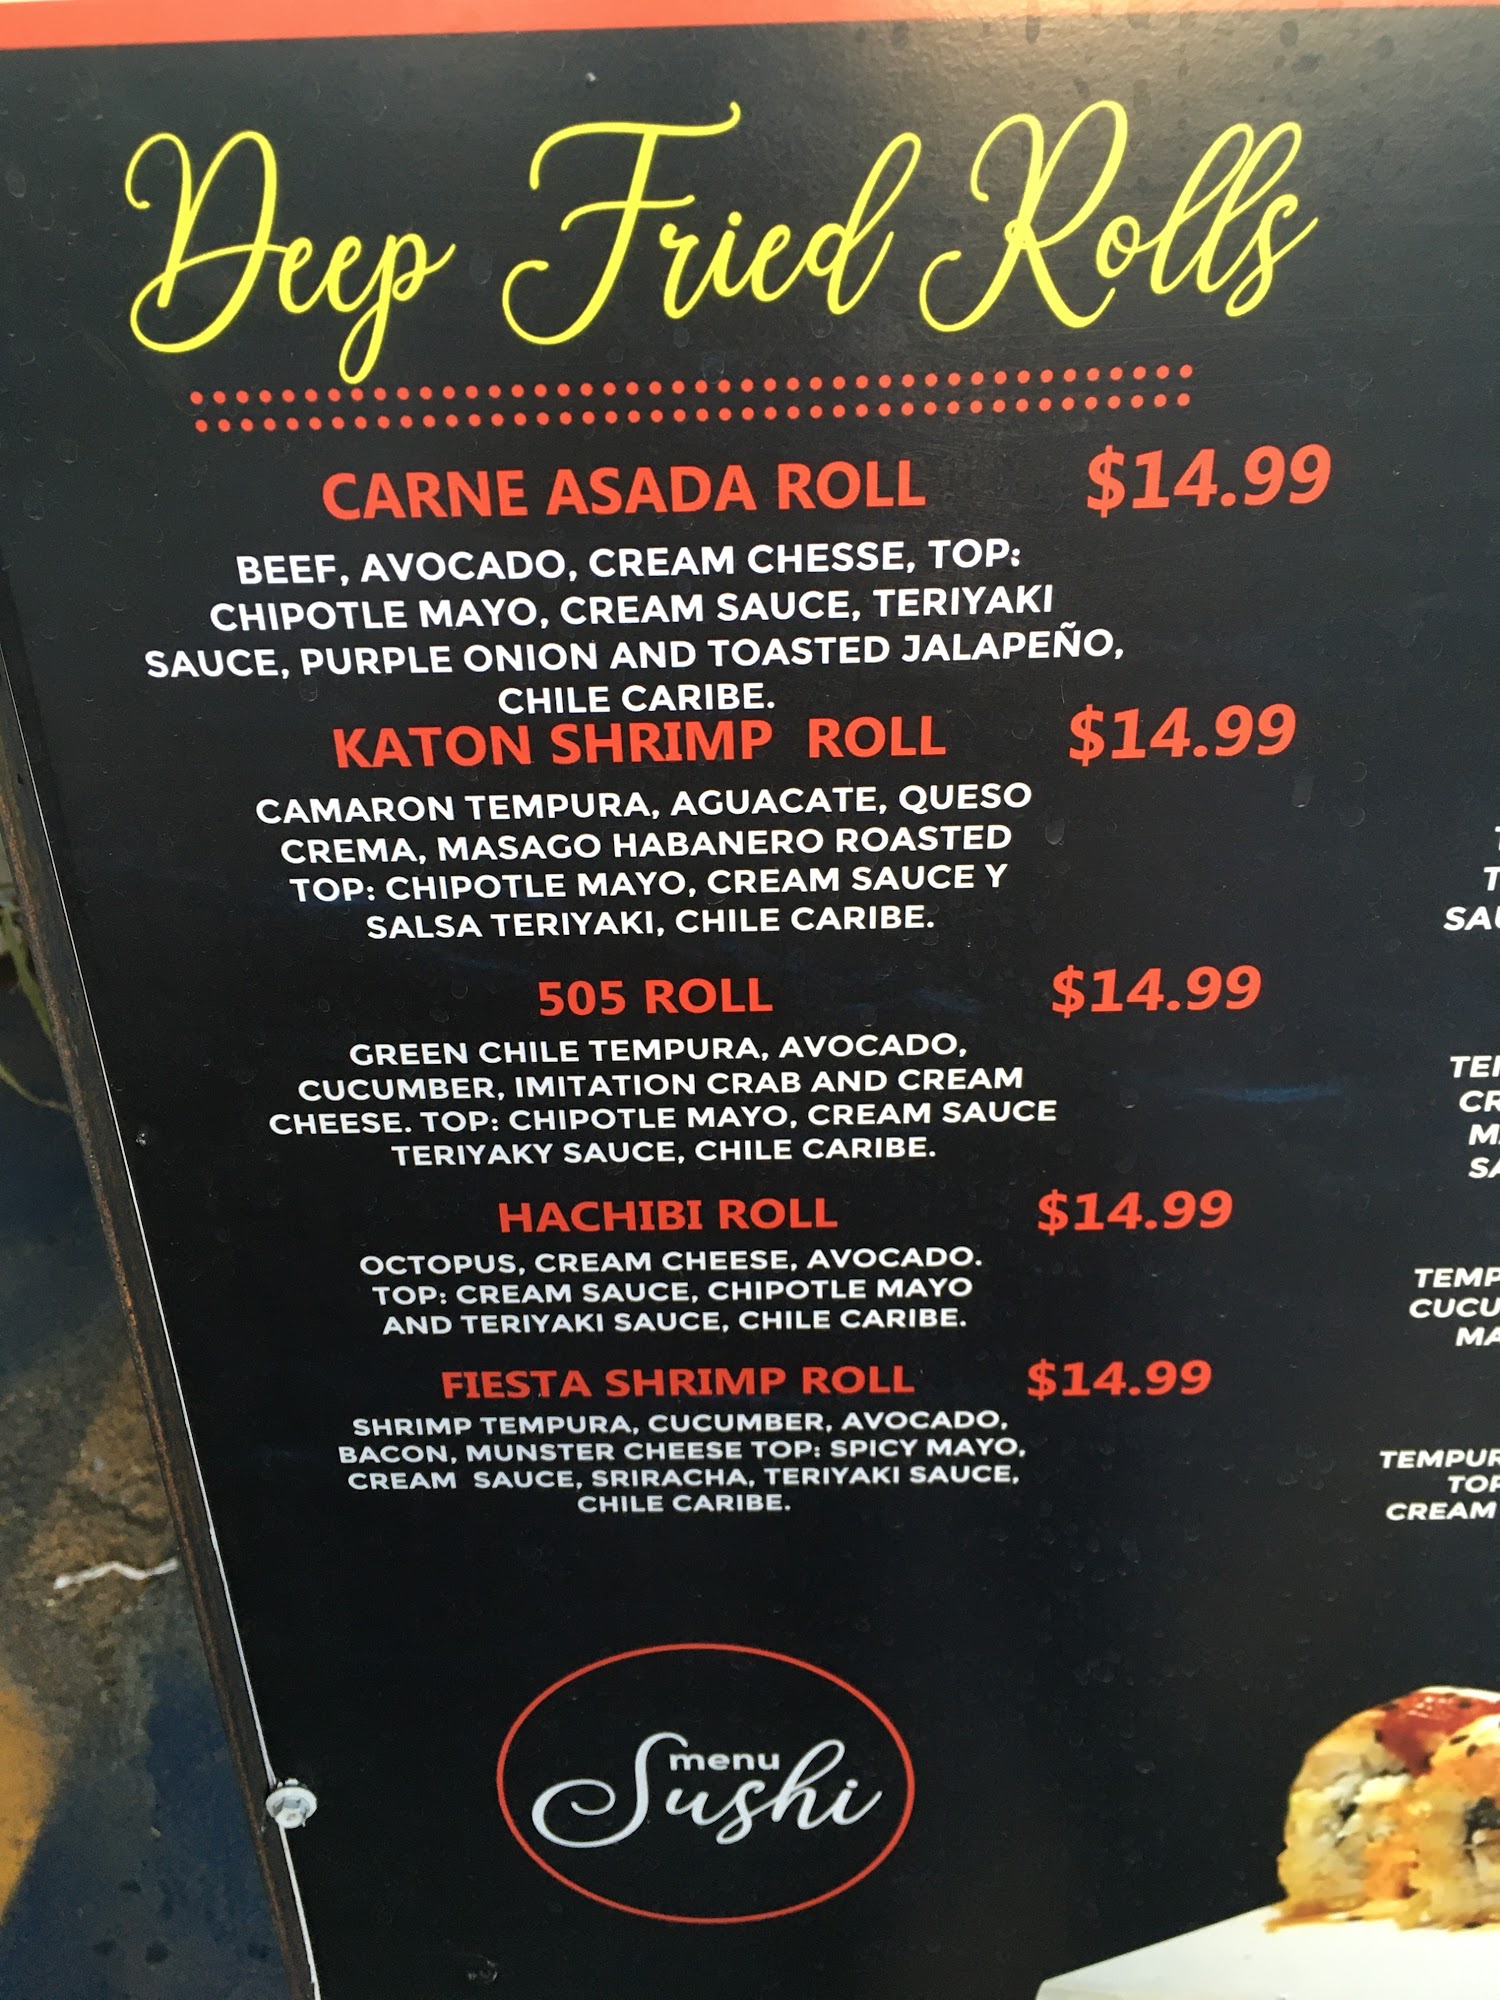 Deep Fried Rolls
CARNE ASADA ROLL $14.99
BEEF, AVOCADO, CREAM CHESSE, TOP:
CHIPOTLE MAYO, CREAM SAUCE, TERIYAKI
SAUCE, PURPLE ONION AND TOASTED JALAPEÑO,
CHILE CARIBE.
KATON SHRIMP ROLL $14.99
CAMARON TEMPURA, AGUACATE, QUESO
CREMA, MASAGO HABANERO ROASTED
TOP: CHIPOTLE MAYO, CREAM SAUCE Y
SALSA TERIYAKI, CHILE CARIBE.
505 ROLL $14.99
GREEN CHILE TEMPURA, AVOCADO,
CUCUMBER, IMITATION CRAB AND CREAM
CHEESE. TOP: CHIPOTLE MAYO, CREAM SAUCE
TERIYAKY SAUCE, CHILE CARIBE.
HACHIBI ROLL $14.99
OCTOPUS, CREAM CHEESE, AVOCADO.
TOP: CREAM SAUCE, CHIPOTLE MAYO
AND TERIYAKI SAUCE, CHILE CARIBE.
FIESTA SHRIMP ROLL $14.99
SHRIMP TEMPURA, CUCUMBER, AVOCADO,
BACON, MUNSTER CHEESE TOP: SPICY MAYO,
CREAM SAUCE, SRIRACHA, TERIYAKI SAUCE,
CHILE CARIBE.
menu
Sushi
CREAM